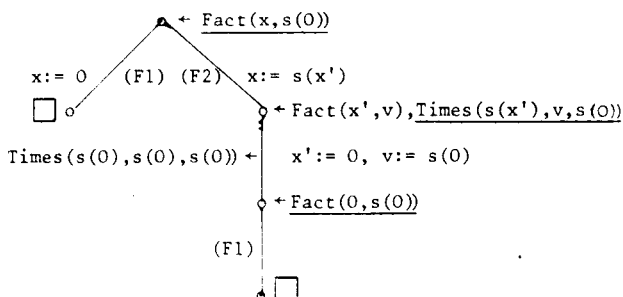 ← Fact(x,s(0))
x:= 0 (F1) (F2) x:= s(x')
← Fact(x',v),Times(s(x'),v,s(0))
Times(s(0),s(0),s(0)) ← x':= 0, v:= s(0)
← Fact(0,s(0))
(F1)